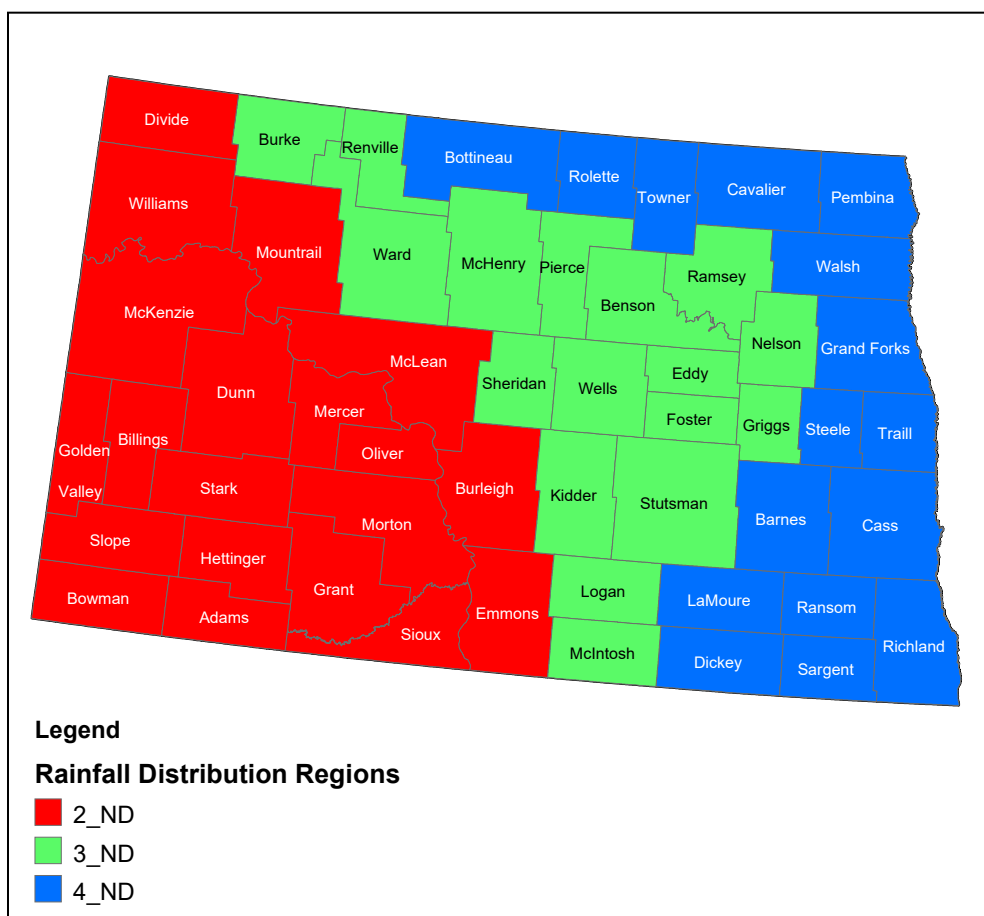 Divide
Burke
Renville
Bottineau
Rolette
Towner
Cavalier
Pembina
Williams
Mountrail
Ward
McHenry
Pierce
Benson
Ramsey
Walsh
McKenzie
McLean
Sheridan
Wells
Eddy
Nelson
Grand Forks
Dunn
Mercer
Foster
Griggs
Steele
Traill
Golden
Valley
Billings
Oliver
Stark
Burleigh
Kidder
Stutsman
Barnes
Cass
Morton
Slope
Hettinger
Grant
Emmons
Logan
LaMoure
Ransom
Richland
Bowman
Adams
Sioux
McIntosh
Dickey
Sargent
Legend
Rainfall Distribution Regions
2_ND
3_ND
4_ND